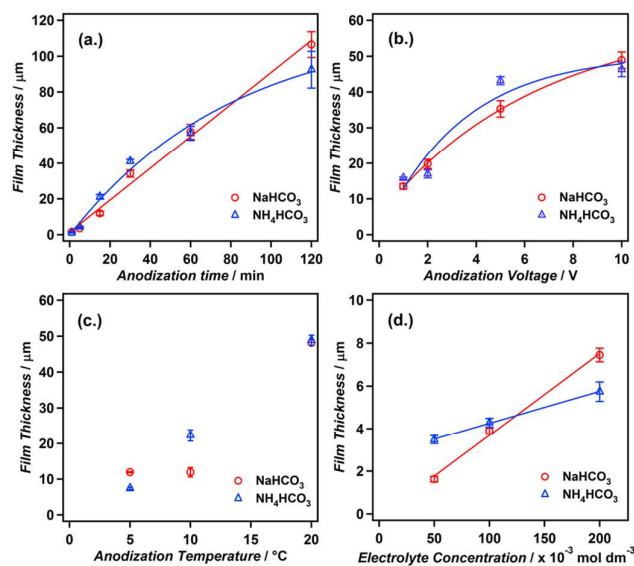 (a.)
120
100
80
60
40
20
0
Film Thickness / μm
NaHCO₃
NH₄HCO₃
0 20 40 60 80 100 120
Anodization time / min
(b.)
60
50
40
30
20
10
0
Film Thickness / μm
NaHCO₃
NH₄HCO₃
0 2 4 6 8 10
Anodization Voltage / V
(c.)
60
50
40
30
20
10
0
Film Thickness / μm
NaHCO₃
NH₄HCO₃
0 5 10 15 20
Anodization Temperature / °C
(d.)
8
6
4
2
0
Film Thickness / μm
NaHCO₃
NH₄HCO₃
0 50 100 150 200
Electrolyte Concentration / x 10⁻³ mol dm⁻³